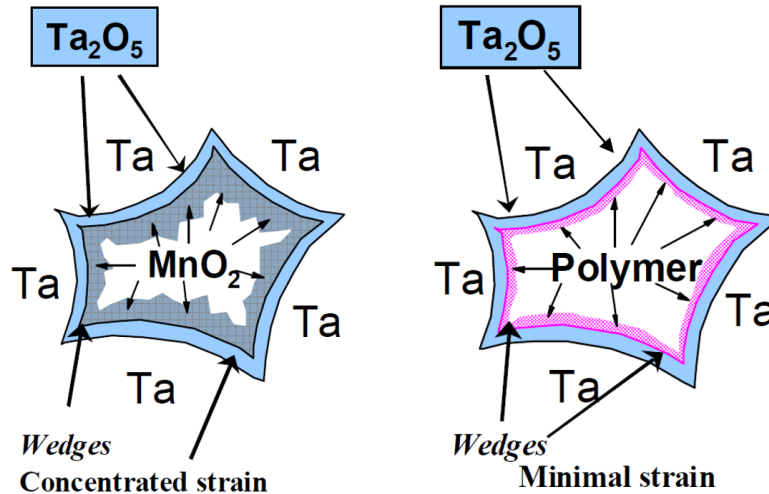 Ta₂O₅
Ta
Ta
Ta
MnO₂
Ta
Ta
Wedges
Concentrated strain
Ta₂O₅
Ta
Ta
Polymer
Ta
Ta
Ta
Wedges
Minimal strain